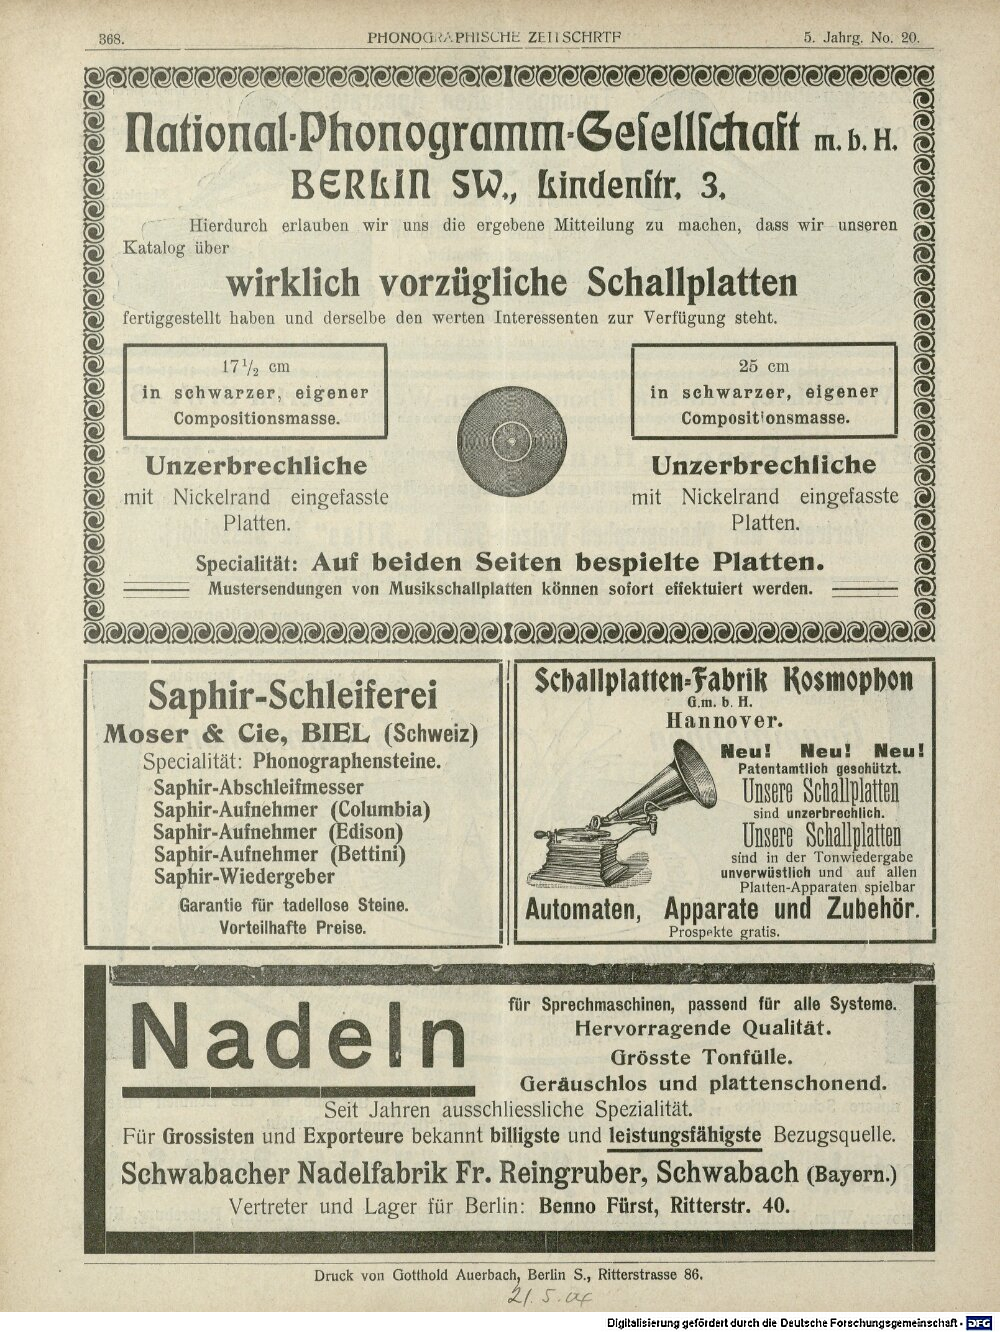 368.
PHONOGRAPHISCHE ZEITSCHRTF
5. Jahrg. No. 20.
National-Phonogramm-Gesellschaft m. b. H.
BERLIN SW., Lindenstr. 3.
Hierdurch erlauben wir uns die ergebene Mitteilung zu machen, dass wir unseren
Katalog über
wirklich vorzügliche Schallplatten
fertiggestellt haben und derselbe den werten Interessenten zur Verfügung steht.
17 1/2 cm
in schwarzer, eigener
Compositionsmasse.
Unzerbrechliche
mit Nickelrand eingefasste
Platten.
25 cm
in schwarzer, eigener
Compositionsmasse.
Unzerbrechliche
mit Nickelrand eingefasste
Platten.
Specialität: Auf beiden Seiten bespielte Platten.
Mustersendungen von Musikschallplatten können sofort effektuiert werden.
Saphir-Schleiferei
Moser & Cie, BIEL (Schweiz)
Specialität: Phonographensteine.
Saphir-Abschleifmesser
Saphir-Aufnehmer (Columbia)
Saphir-Aufnehmer (Edison)
Saphir-Aufnehmer (Bettini)
Saphir-Wiedergeber
Garantie für tadellose Steine.
Vorteilhafte Preise.
Schallplatten-Fabrik Kosmophon
G.m. b. H.
Hannover.
Neu! Neu! Neu!
Patentamtlich geschützt.
Unsere Schallplatten
sind unzerbrechlich.
Unsere Schallplatten
sind in der Tonwiedergabe
unverwüstlich und auf allen
Platten-Apparaten spielbar
Automaten, Apparate und Zubehör.
Prospekte gratis.
Nadeln
für Sprechmaschinen, passend für alle Systeme.
Hervorragende Qualität.
Grösste Tonfülle.
Geräuschlos und plattenschonend.
Seit Jahren ausschliessliche Spezialität.
Für Grossisten und Exporteure bekannt billigste und leistungsfähigste Bezugsquelle.
Schwabacher Nadelfabrik Fr. Reingruber, Schwabach (Bayern.)
Vertreter und Lager für Berlin: Benno Fürst, Ritterstr. 40.
Druck von Gotthold Auerbach, Berlin S., Ritterstrasse 86.
21. 5. 04
Digitalisierung gefördert durch die Deutsche Forschungsgemeinschaft - DFG